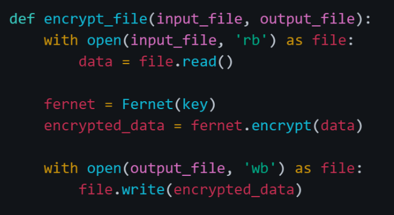 def encrypt_file(input_file, output_file):
    with open(input_file, 'rb') as file:
        data = file.read()

    fernet = Fernet(key)
    encrypted_data = fernet.encrypt(data)

    with open(output_file, 'wb') as file:
        file.write(encrypted_data)